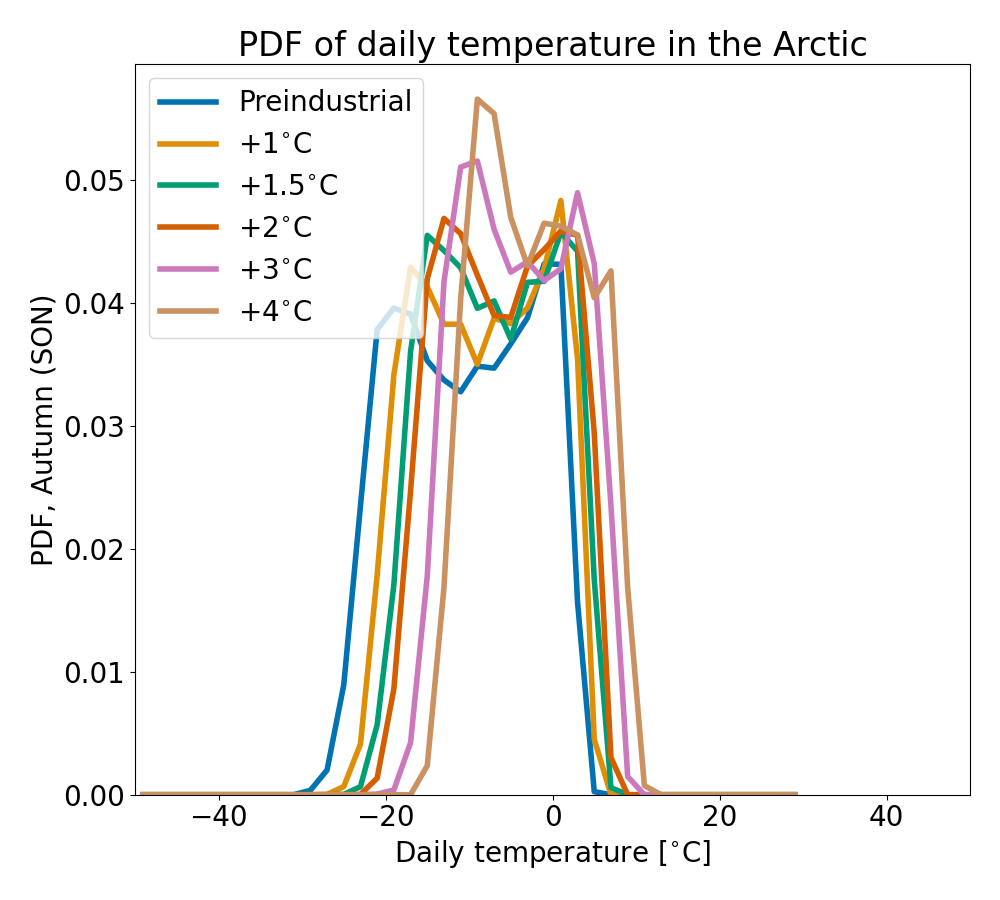 PDF of daily temperature in the Arctic
Preindustrial
+1°C
+1.5°C
+2°C
+3°C
+4°C
PDF, Autumn (SON)
0.05
0.04
0.03
0.02
0.01
0.00
−40 −20 0 20 40
Daily temperature [°C]